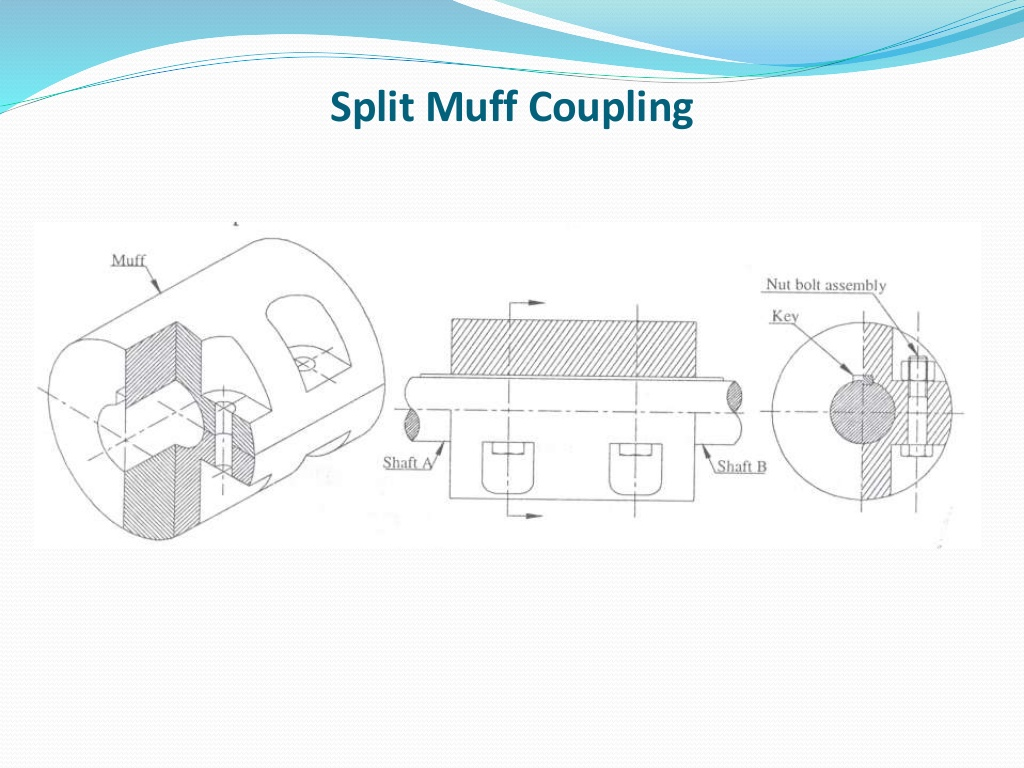 Split Muff Coupling
Muff
Nut bolt assembly
Key
Shaft A
Shaft B